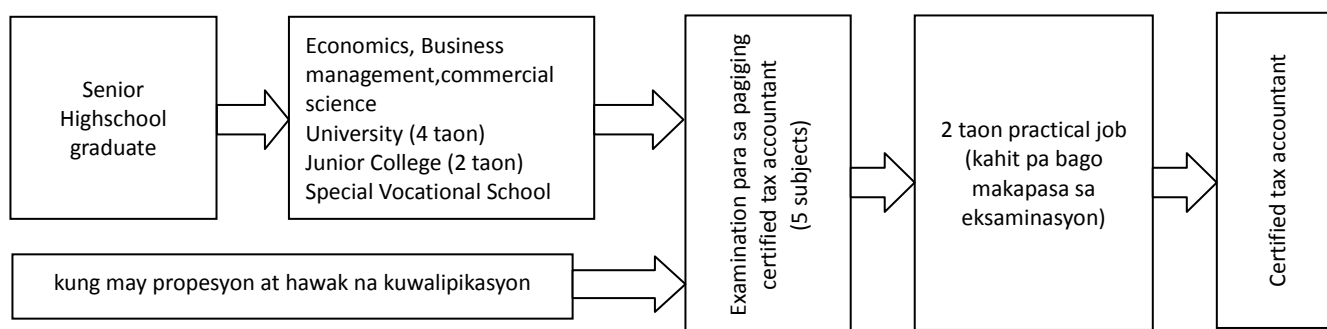 Senior
Highschool
graduate
Economics, Business
management,commercial
science
University (4 taon)
Junior College (2 taon)
Special Vocational School
kung may propesyon at hawak na kuwalipikasyon
Examination para sa pagiging
certified tax accountant
(5 subjects)
2 taon practical job
(kahit pa bago
makapasa sa
eksaminasyon)
Certified tax accountant